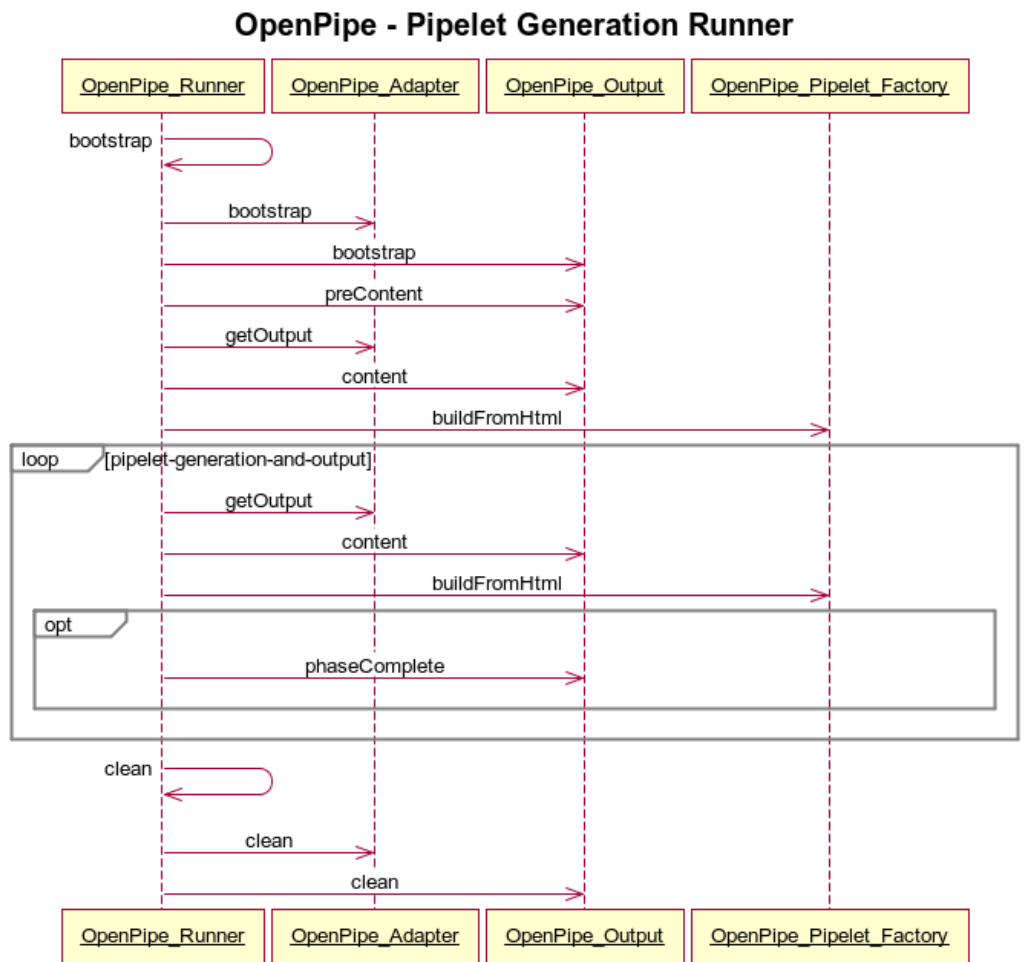 OpenPipe - Pipelet Generation Runner
OpenPipe_Runner OpenPipe_Adapter OpenPipe_Output OpenPipe_Pipelet_Factory
bootstrap
bootstrap
bootstrap
preContent
getOutput
content
buildFromHtml
loop [pipelet-generation-and-output]
getOutput
content
buildFromHtml
opt
phaseComplete
clean
clean
clean
OpenPipe_Runner OpenPipe_Adapter OpenPipe_Output OpenPipe_Pipelet_Factory